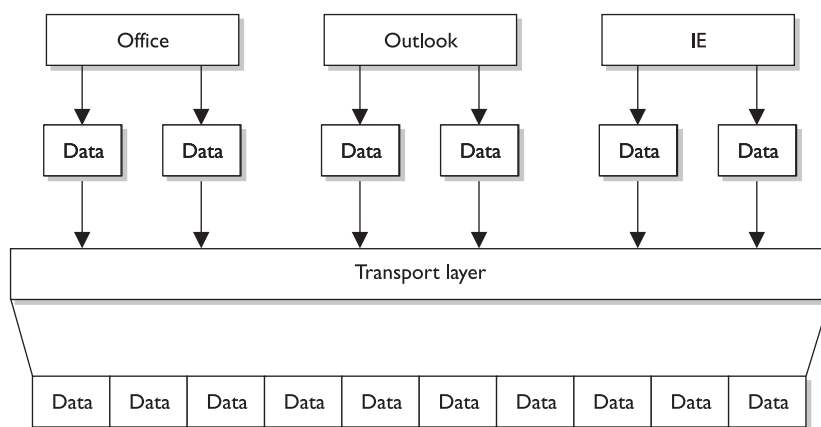 Office Outlook IE
Data Data Data Data Data Data
Transport layer
Data Data Data Data Data Data Data Data Data Data